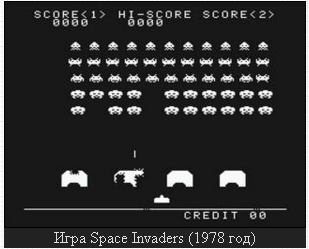 SCORE<1> HI-SCORE SCORE<2>
0000 0000
CREDIT 00
Игра Space Invaders (1978 год)